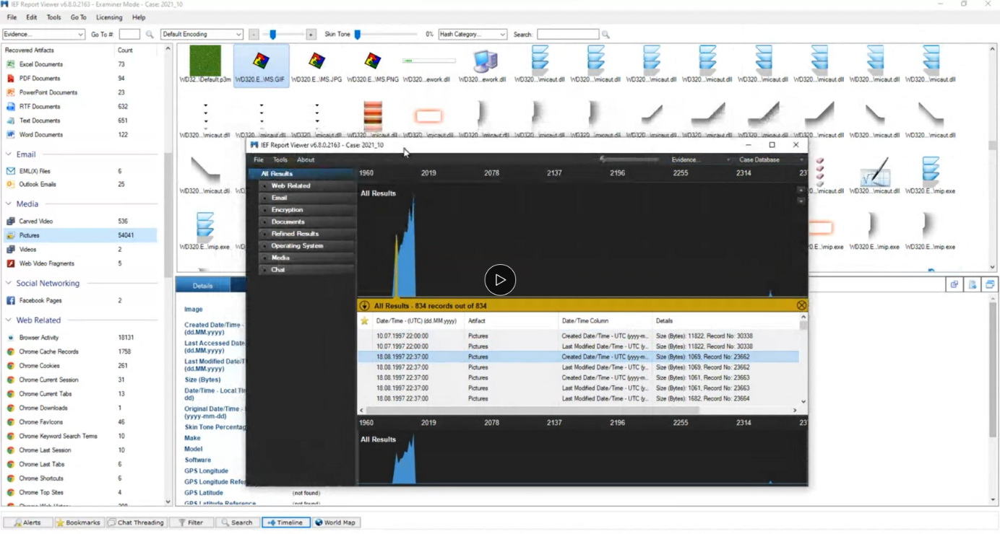 IEF Report Viewer v6.8.0.2163 - Examiner Mode - Case: 2021_10
File Edit Tools Go To Licensing Help
Evidence... Go To #: Default Encoding - + Skin Tone 0% Hash Category... Search:
Recovered Artifacts Count
Excel Documents 73
PDF Documents 94
PowerPoint Documents 23
RTF Documents 632
Text Documents 651
Word Documents 122
Email
EML(X) Files 6
Outlook Emails 25
Media
Carved Video 536
Pictures 54041
Videos 2
Web Video Fragments 5
Social Networking
Facebook Pages 2
Web Related
Browser Activity 18131
Chrome Cache Records 1758
Chrome Cookies 261
Chrome Current Session 31
Chrome Current Tabs 13
Chrome Downloads 1
Chrome FavIcons 46
Chrome Keyword Search Terms 10
Chrome Last Session 10
Chrome Last Tabs 6
Chrome Shortcuts 6
Chrome Top Sites 4
WD32...\Default.p3m WD320.E...\MS.GIF WD320.E...\MS.JPG WD320.E...\MS.PNG WD320...ework.dll WD320...ework.dll WD320...\micaut.dll WD320...\micaut.dll WD320...\micaut.dll WD320...\micaut.dll WD320...\micaut.dll WD320...\micaut.dll WD320...\micaut.dll WD320...\micaut.dll
WD320...\micaut.dll WD320...\micaut.dll WD320...\micaut.dll WD320...\micaut.dll WD320...\micaut.dll WD320...\micaut.dll WD320...\micaut.dll WD320...\micaut.dll WD320...\micaut.dll WD320...\micaut.dll WD320...\micaut.dll WD320...\micaut.dll WD320...\micaut.dll WD320...\micaut.dll
WD320...\micaut.dll ...\micaut.dll WD320...\micaut.dll WD320.E...\mip.exe
WD320.E...\mip.exe 0.E...\mip.exe WD320.E...\mip.exe WD320.E...\mip.exe
IEF Report Viewer v6.8.0.2163 - Case: 2021_10
File Tools About Evidence... Case Database
All Results
Web Related
Email
Encryption
Documents
Refined Results
Operating System
Media
Chat
1960 2019 2078 2137 2196 2255 2314 23
All Results
All Results - 834 records out of 834
Date/Time - (UTC) (dd.MM.yyyy) Artifact Date/Time Column Details
10.07.1997 22:00:00 Pictures Created Date/Time - UTC (yyyy-m... Size (Bytes): 11822, Record No: 30338
10.07.1997 22:00:00 Pictures Last Modified Date/Time - UTC (y... Size (Bytes): 11822, Record No: 30338
18.08.1997 22:37:00 Pictures Created Date/Time - UTC (yyyy-m... Size (Bytes): 1069, Record No: 23662
18.08.1997 22:37:00 Pictures Last Modified Date/Time - UTC (y... Size (Bytes): 1069, Record No: 23662
18.08.1997 22:37:00 Pictures Created Date/Time - UTC (yyyy-m... Size (Bytes): 1061, Record No: 23663
18.08.1997 22:37:00 Pictures Last Modified Date/Time - UTC (y... Size (Bytes): 1061, Record No: 23663
18.08.1997 22:37:00 Pictures Last Modified Date/Time - UTC (y... Size (Bytes): 1682, Record No: 23664
1960 2019 2078 2137 2196 2255 2314 23
All Results
Details
Image
Created Date/Time -
(dd.MM.yyyy)
Last Accessed Date
(dd.MM.yyyy)
Last Modified Date/T
(dd.MM.yyyy)
Size (Bytes)
Date/Time - Local Tim
dd)
Original Date/Time -
(yyyy-mm-dd)
Skin Tone Percentag
Make
Model
Software
GPS Longitude
GPS Longitude Refe
GPS Latitude (not found)
GPS Latitude Reference (not found)
Alerts Bookmarks Chat Threading Filter Search Timeline World Map